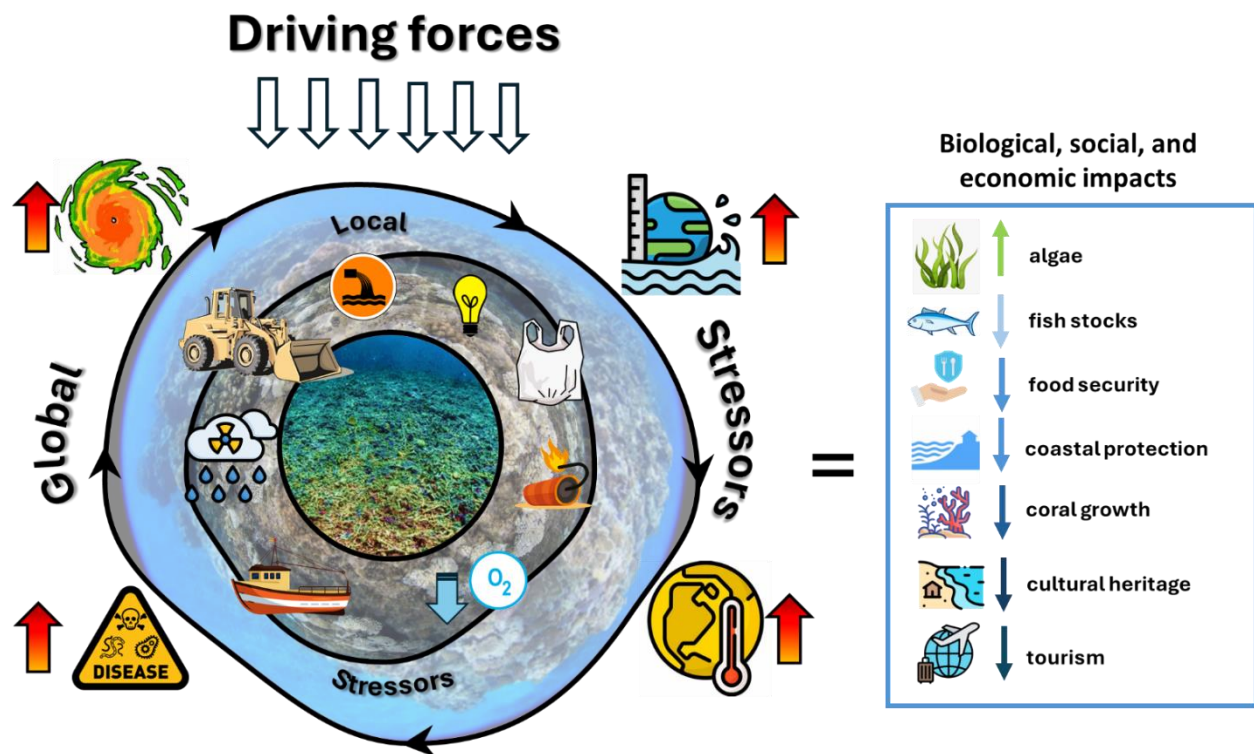 Driving forces
Local
Global
Stressors
O₂
Stressors
DISEASE
=
Biological, social, and
economic impacts
algae
fish stocks
food security
coastal protection
coral growth
cultural heritage
tourism